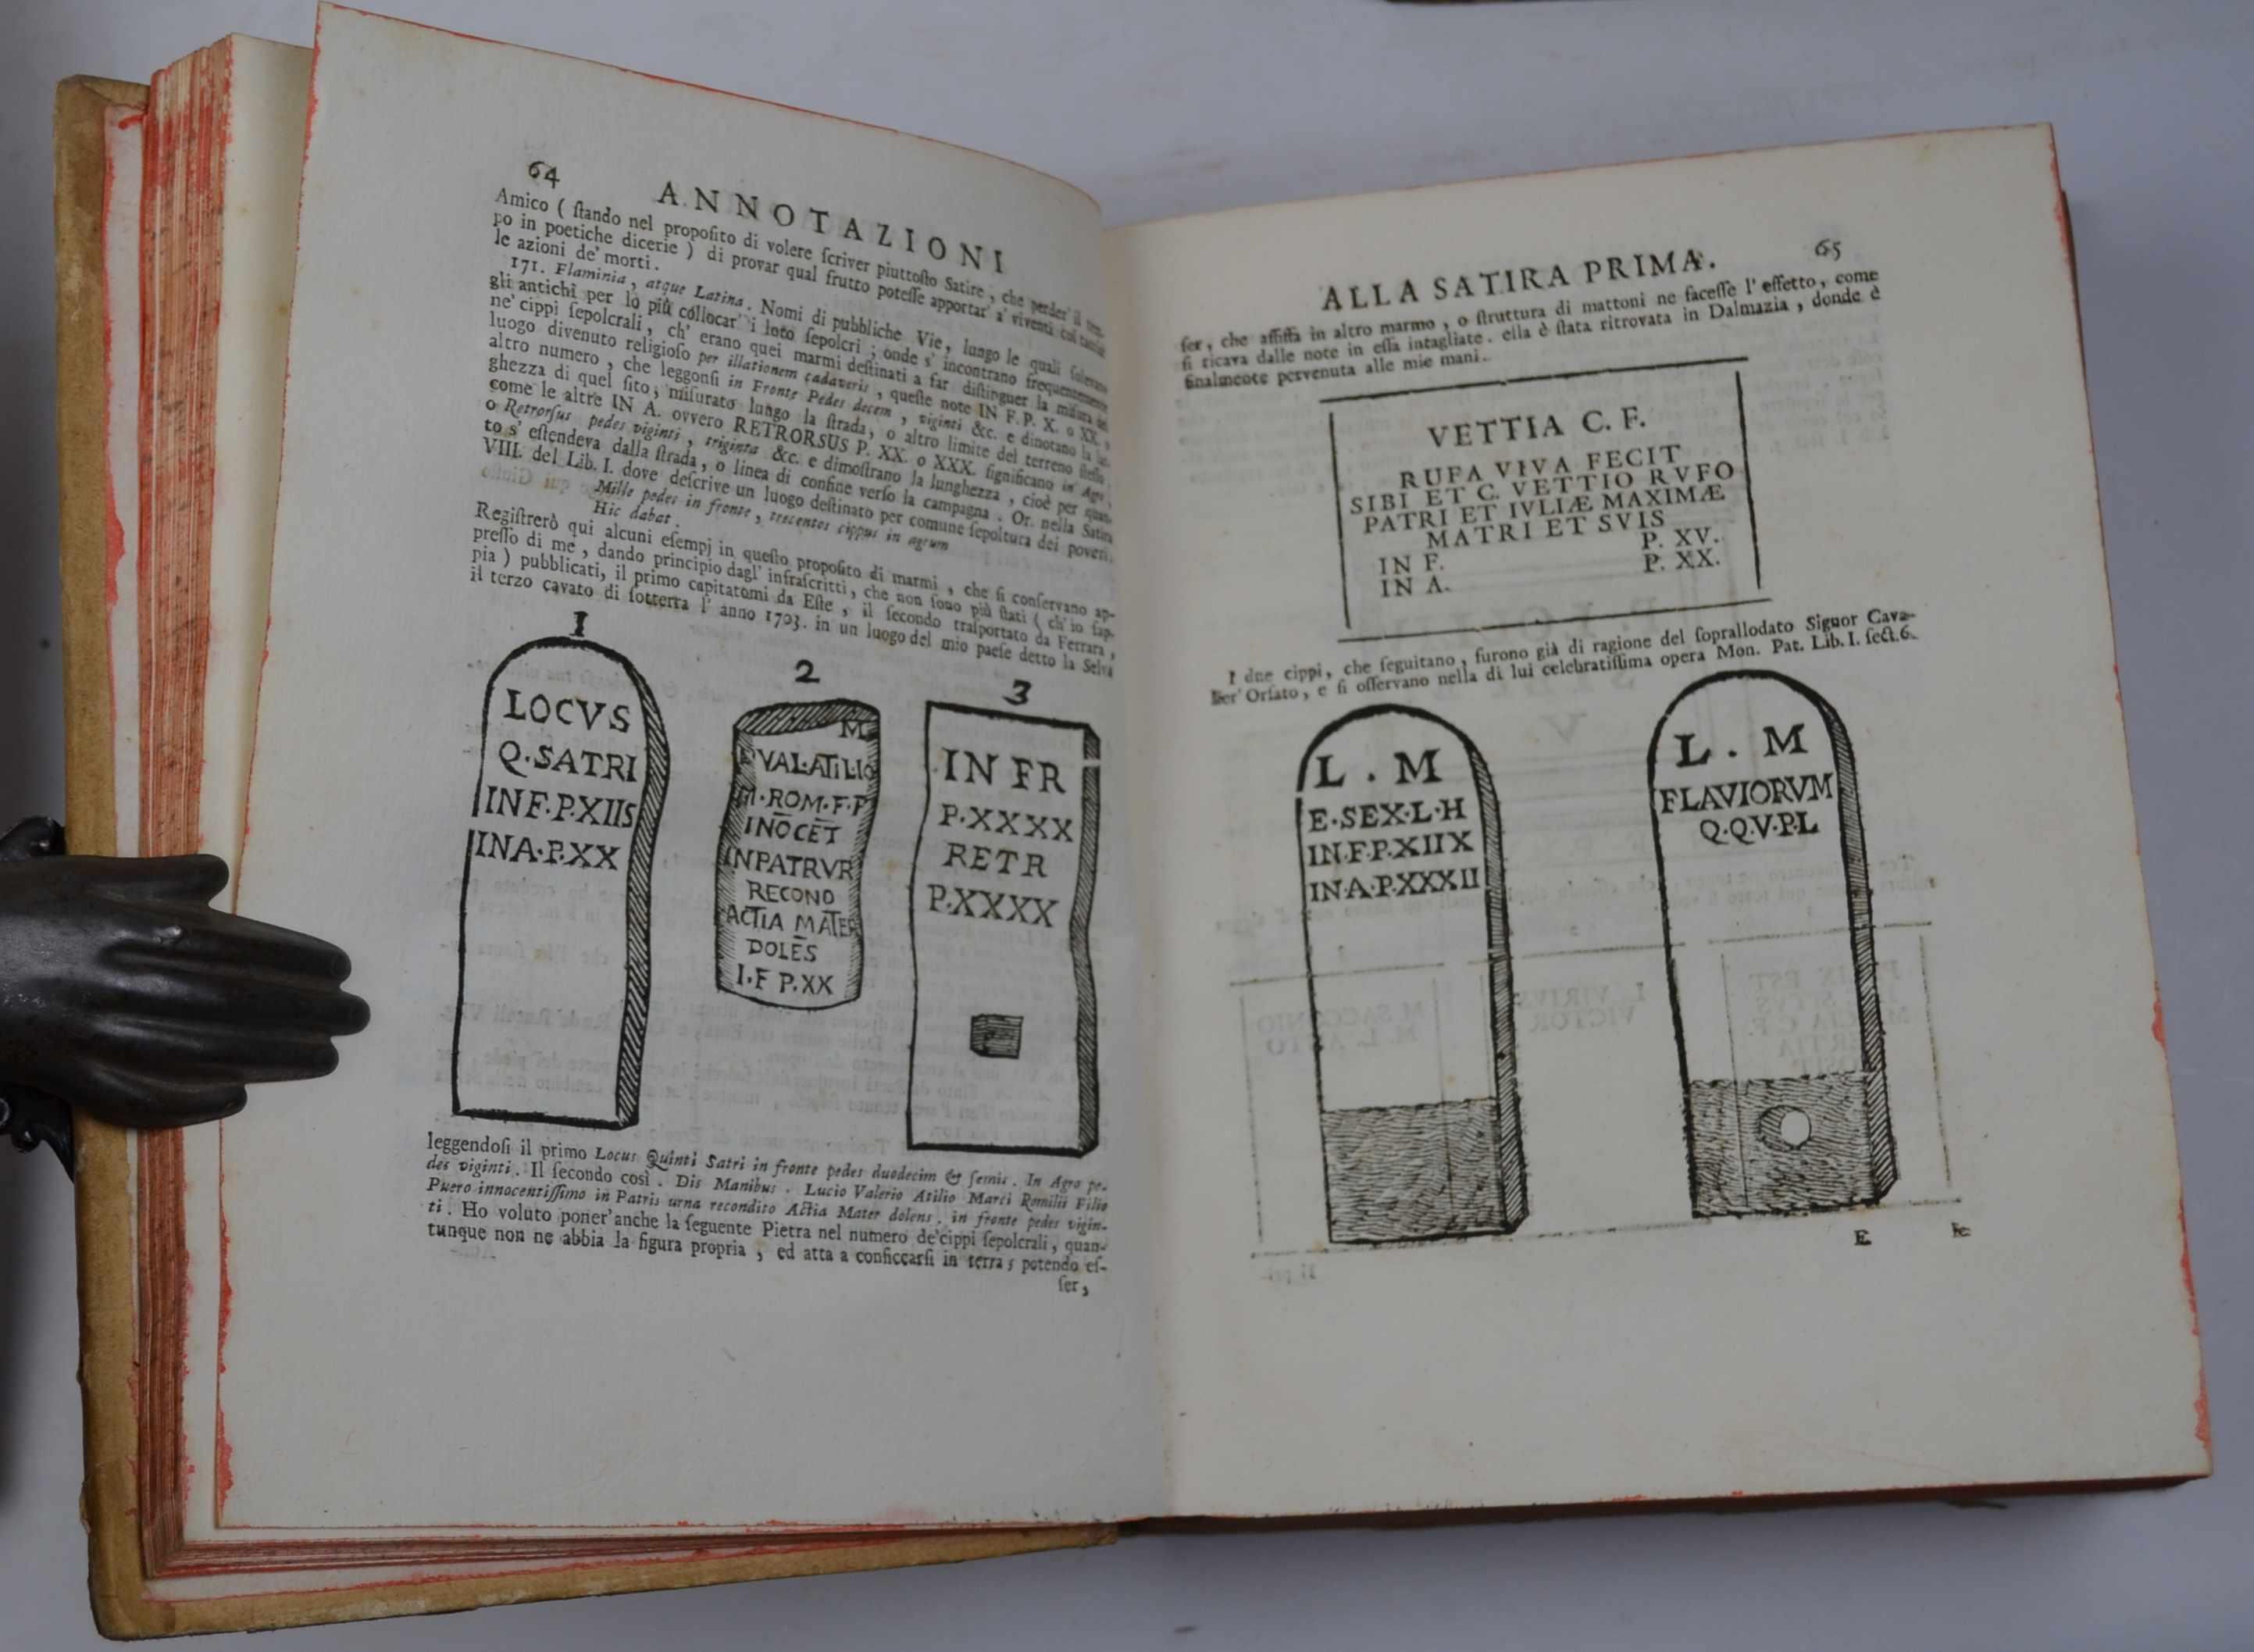 64
ANNOTAZIONI
Amico ( ſtando nel propoſito di volere ſcriver piuttoſto Satire, che perder' il tem-
po in poetiche dicerie ) di provar qual frutto poteſſe apportar' a' viventi col
le azioni de' morti.
171. Flaminia, atque Latina. Nomi di pubbliche Vie, lungo le quali ſolevano
gli antichi per lo più collocar' i loro ſepolcri; onde s' incontrano frequentemente
ne' cippi ſepolcrali, ch' erano quei marmi deſtinati a far diſtinguer la miſura del
luogo divenuto religioſo per illationem cadaveris, queſte note IN F. P. X. o XX. o
altro numero, che leggonſi in Fronte Pedes decem, viginti &c. e dinotano la lar-
ghezza di quel ſito, miſurato lungo la ſtrada, o altro limite del terreno ſteſſo;
come le altre IN A. ovvero RETRORSUS P. XX. o XXX. ſignificano in Agro,
o Retrorſus pedes viginti, triginta &c. e dimoſtrano la lunghezza, cioè per quan-
to s' eſtendeva dalla ſtrada, o linea di confine verſo la campagna. Or. nella Satira
VIII. del Lib. I. dove deſcrive un luogo deſtinato per comune ſepoltura dei poveri.
Mille pedes in fronte, trecentos cippus in agrum
Hic dabat.
Regiſtrerò qui alcuni eſempj in queſto propoſito di marmi, che ſi conſervano ap-
preſſo di me, dando principio dagl' infraſcritti, che non ſono più ſtati ( ch' io ſap-
pia ) pubblicati, il primo capitatomi da Eſte, il ſecondo traſportato da Ferrara,
il terzo cavato di ſotterra l' anno 1703. in un luogo del mio paeſe detto la Selva
1
LOCVS
Q·SATRI
IN F·P·XIIS
IN A·P·XX
2
M
VAL·ATILIO
M·ROM·F·P
INOCET
INPATRVR
RECONO
ACTIA MATER
DOLES
I·F P·XX
3
IN FR
P·XXXX
RETR
P·XXXX
leggendoſi il primo Locus Quinti Satri in fronte pedes duodecim & ſemis. In Agro pe-
des viginti. Il ſecondo così. Dis Manibus. Lucio Valerio Atilio Marci Romilii Filio
Puero innocentiſſimo in Patris urna recondito Actia Mater dolens, in fronte pedes vigin-
ti. Ho voluto poner' anche la ſeguente Pietra nel numero de' cippi ſepolcrali, quan-
tunque non ne abbia la figura propria, ed atta a conficcarſi in terra; potendo eſ-
ſer,
ALLA SATIRA PRIMA.
65
ſer, che affiſſa in altro marmo, o ſtruttura di mattoni ne faceſſe l' effetto, come
ſi ricava dalle note in eſſa intagliate. ella è ſtata ritrovata in Dalmazia, donde è
finalmente pervenuta alle mie mani.
VETTIA C. F.
RUFA VIVA FECIT
SIBI ET C. VETTIO RVFO
PATRI ET IVLIÆ MAXIMÆ
MATRI ET SVIS
IN F. P. XV.
IN A. P. XX.
I due cippi, che ſeguitano, furono già di ragione del ſoprallodato Signor Cava-
lier' Orſato, e ſi oſſervano nella di lui celebratiſſima opera Mon. Pat. Lib. I. ſect. 6.
L . M
E·SEX·L·H
IN·F·P·XIIX
IN·A·P·XXXII
L . M
FLAVIORVM
Q·Q·V·P·L
E